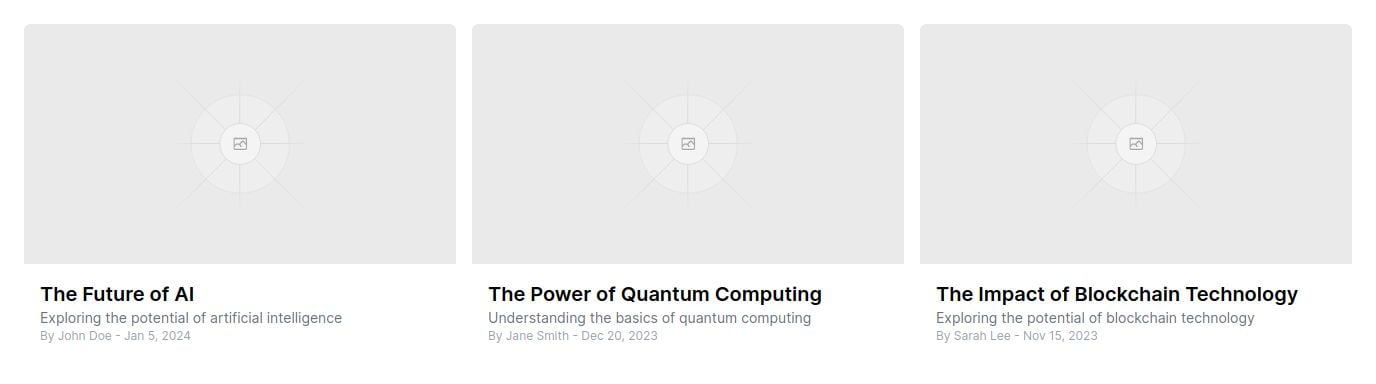 The Future of AI
Exploring the potential of artificial intelligence
By John Doe - Jan 5, 2024
The Power of Quantum Computing
Understanding the basics of quantum computing
By Jane Smith - Dec 20, 2023
The Impact of Blockchain Technology
Exploring the potential of blockchain technology
By Sarah Lee - Nov 15, 2023